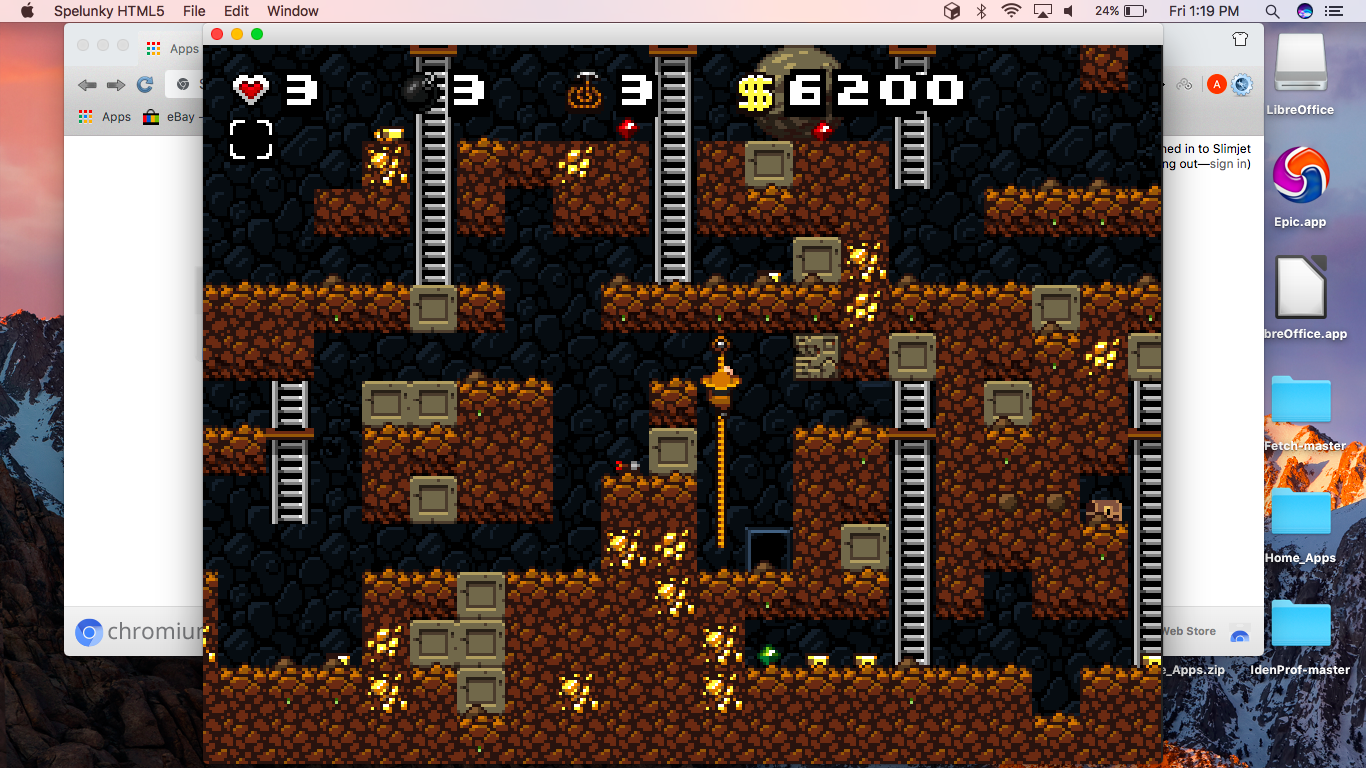 Spelunky HTML5 File Edit Window 24% Fri 1:19 PM
Apps
S
A
Apps eBay -
3 3 3 $ 6200
ned in to Slimjet
ng out—sign in)
LibreOffice
Epic.app
breOffice.app
Fetch-master
Home_Apps
chromium
Web Store
e_Apps.zip
IdenProf-master